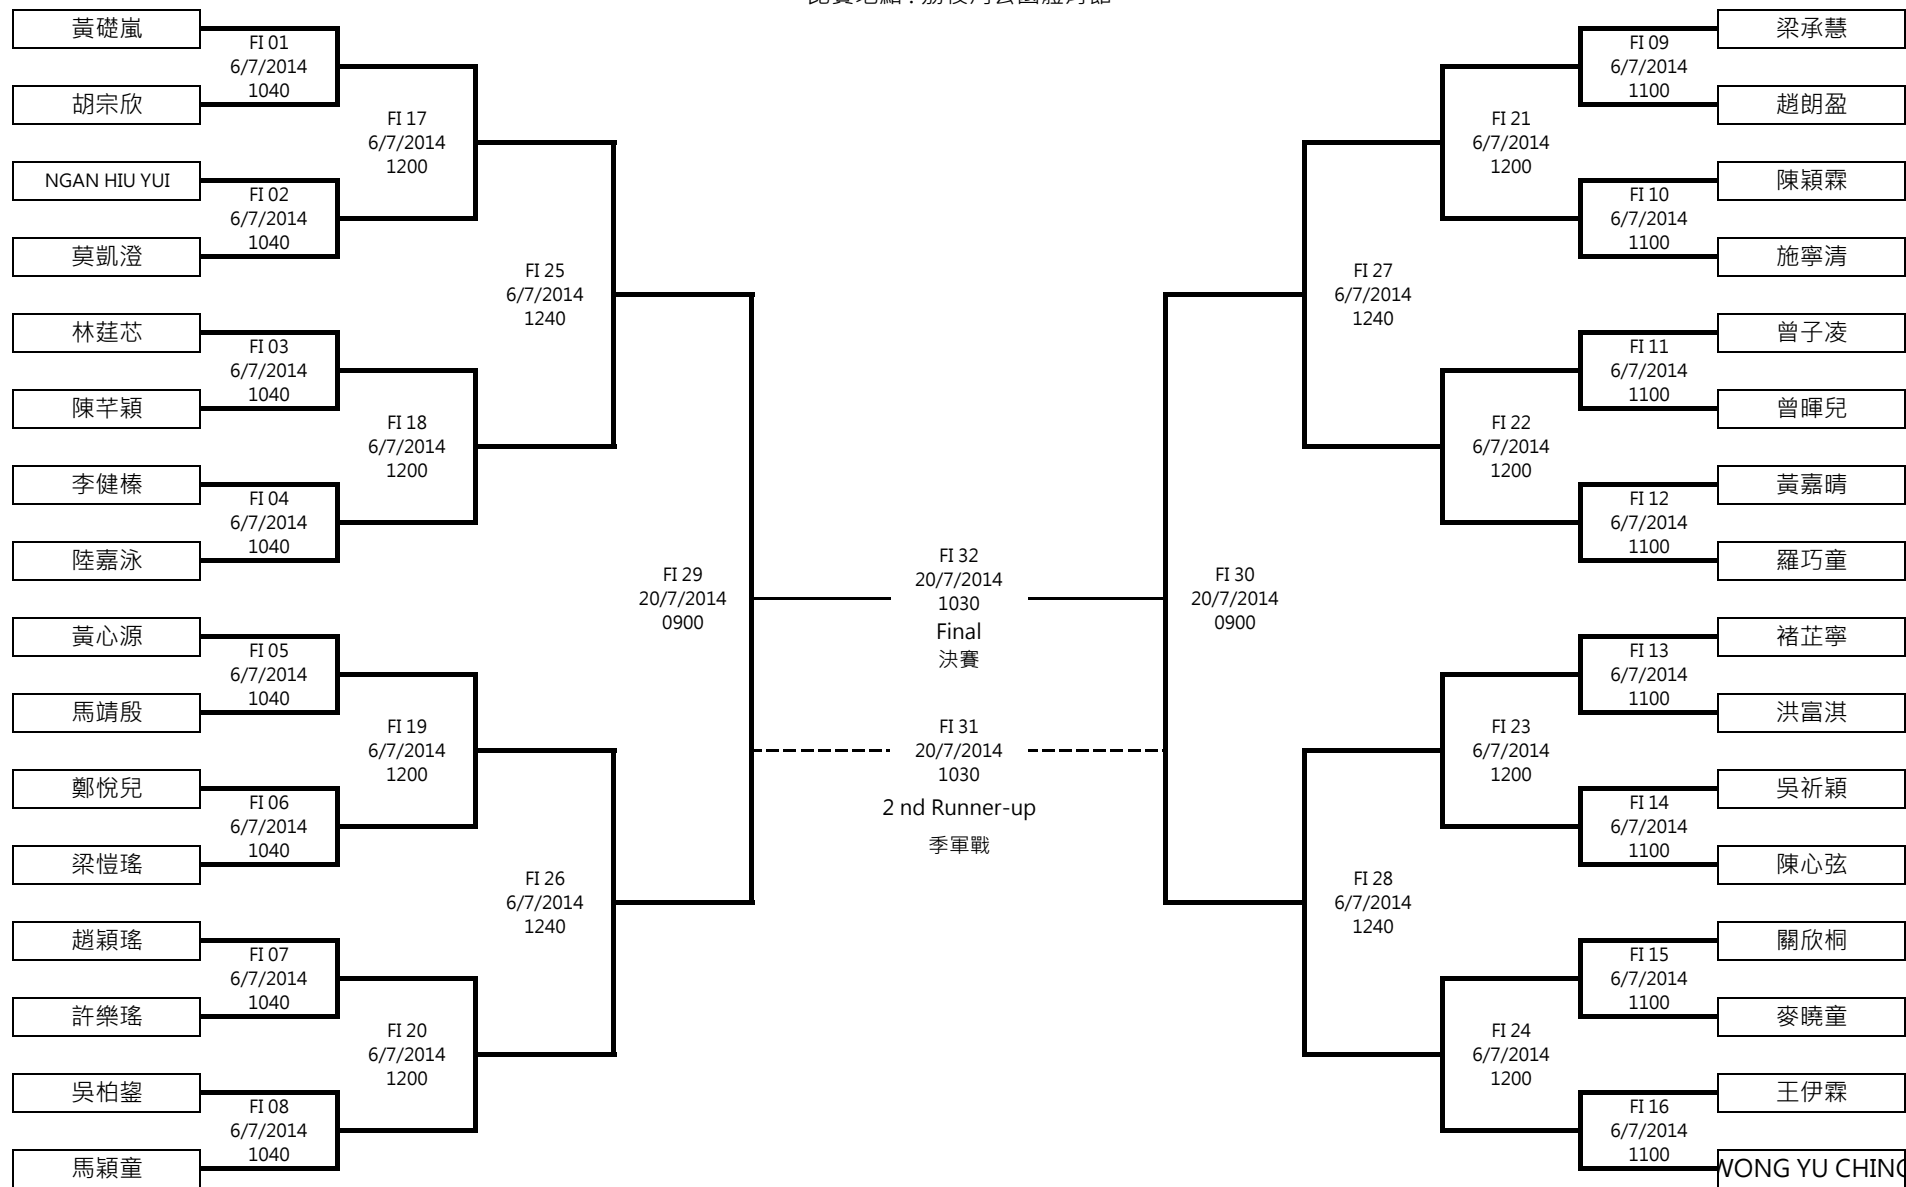 黃礎嵐
FI 01
6/7/2014
1040
胡宗欣
FI 17
6/7/2014
1200
NGAN HIU YUI
FI 02
6/7/2014
1040
莫凱澄
FI 25
6/7/2014
1240
林莛芯
FI 03
6/7/2014
1040
陳芊穎
FI 18
6/7/2014
1200
李健榛
FI 04
6/7/2014
1040
陸嘉泳
FI 29
20/7/2014
0900
黃心源
FI 05
6/7/2014
1040
馬靖殷
FI 19
6/7/2014
1200
鄭悅兒
FI 06
6/7/2014
1040
梁愷瑤
FI 26
6/7/2014
1240
趙穎瑤
FI 07
6/7/2014
1040
許樂瑤
FI 20
6/7/2014
1200
吳柏鋆
FI 08
6/7/2014
1040
馬穎童
FI 32
20/7/2014
1030
Final
決賽
FI 31
20/7/2014
1030
2 nd Runner-up
季軍戰
梁承慧
FI 09
6/7/2014
1100
趙朗盈
FI 21
6/7/2014
1200
陳穎霖
FI 10
6/7/2014
1100
施寧清
FI 27
6/7/2014
1240
曾子凌
FI 11
6/7/2014
1100
曾暉兒
FI 22
6/7/2014
1200
黃嘉晴
FI 12
6/7/2014
1100
羅巧童
FI 30
20/7/2014
0900
褚芷寧
FI 13
6/7/2014
1100
洪富淇
FI 23
6/7/2014
1200
吳祈穎
FI 14
6/7/2014
1100
陳心弦
FI 28
6/7/2014
1240
關欣桐
FI 15
6/7/2014
1100
麥曉童
FI 24
6/7/2014
1200
王伊霖
FI 16
6/7/2014
1100
WONG YU CHING